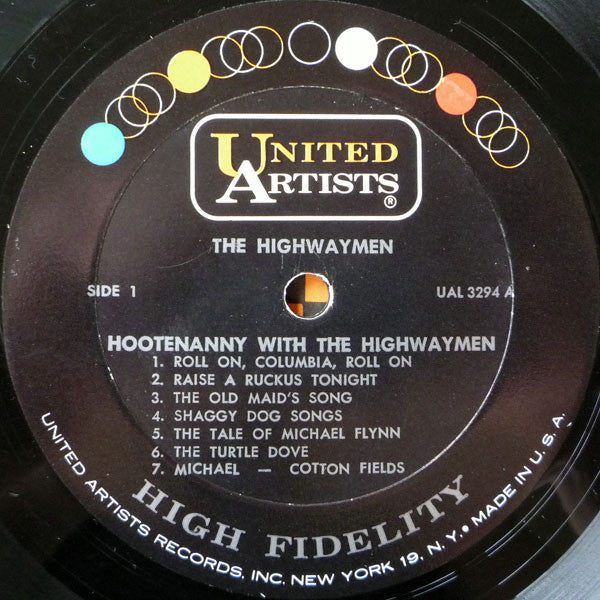 UNITED
ARTISTS®
THE HIGHWAYMEN
SIDE 1
UAL 3294 A
HOOTENANNY WITH THE HIGHWAYMEN
1. ROLL ON, COLUMBIA, ROLL ON
2. RAISE A RUCKUS TONIGHT
3. THE OLD MAID'S SONG
4. SHAGGY DOG SONGS
5. THE TALE OF MICHAEL FLYNN
6. THE TURTLE DOVE
7. MICHAEL — COTTON FIELDS
HIGH FIDELITY
UNITED ARTISTS RECORDS, INC. NEW YORK 19, N.Y. • MADE IN U.S.A.